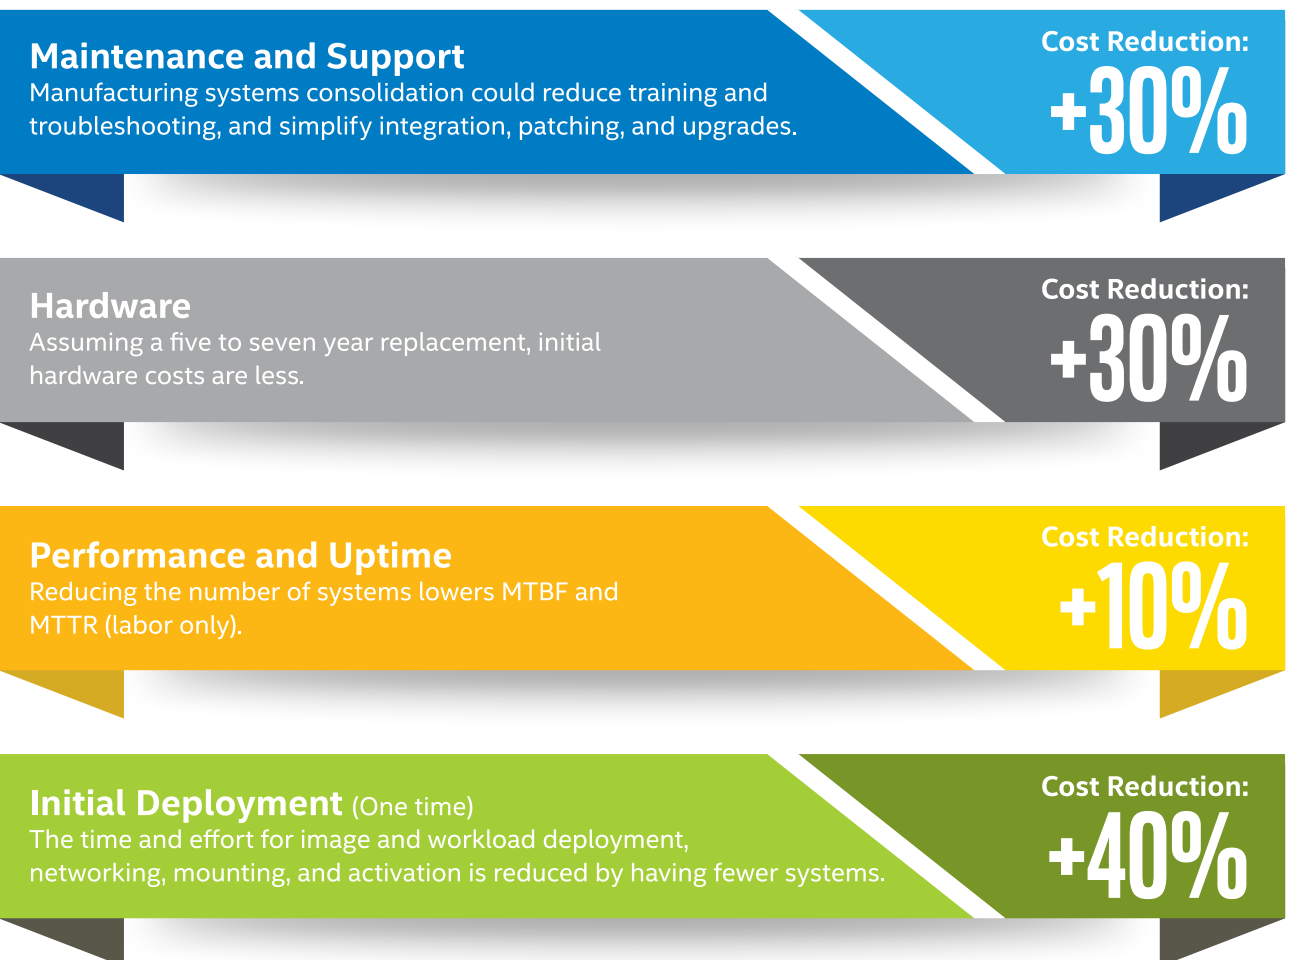 Maintenance and Support
Manufacturing systems consolidation could reduce training and
troubleshooting, and simplify integration, patching, and upgrades.
Cost Reduction:
+30%
Hardware
Assuming a five to seven year replacement, initial
hardware costs are less.
Cost Reduction:
+30%
Performance and Uptime
Reducing the number of systems lowers MTBF and
MTTR (labor only).
Cost Reduction:
+10%
Initial Deployment (One time)
The time and effort for image and workload deployment,
networking, mounting, and activation is reduced by having fewer systems.
Cost Reduction:
+40%